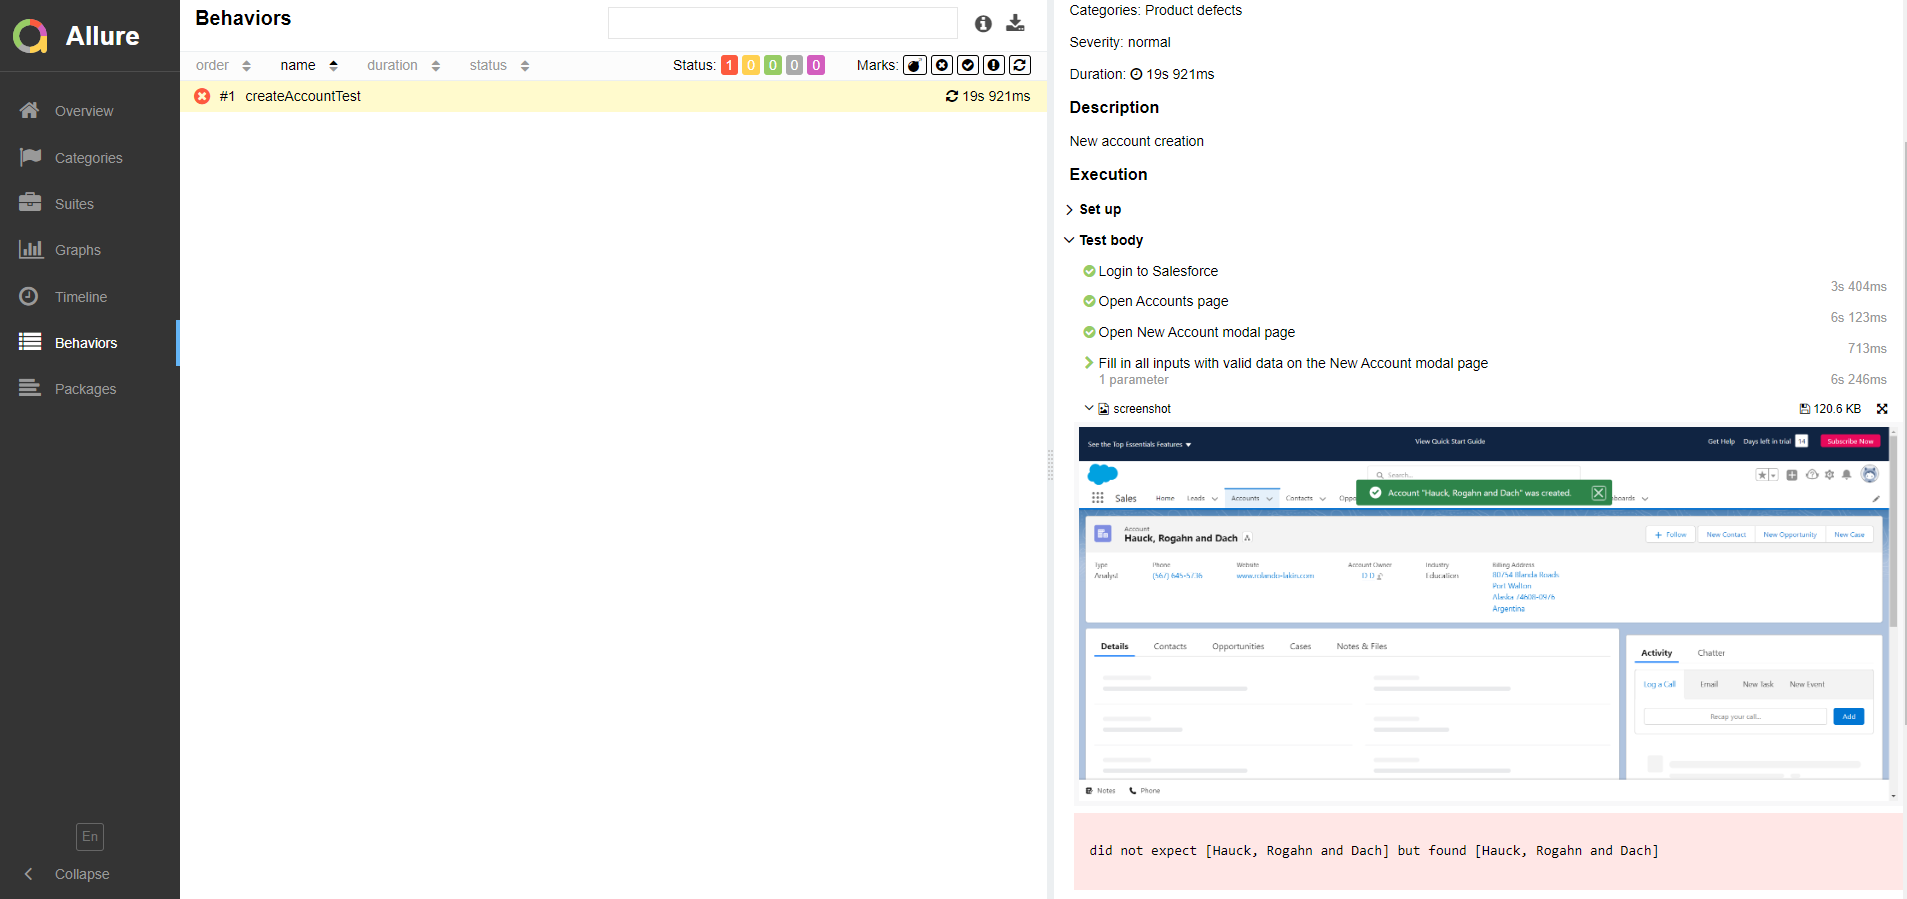 Allure
Overview
Categories
Suites
Graphs
Timeline
Behaviors
Packages
En
Collapse
Behaviors
order name duration status
Status: 1 0 0 0 0 Marks:
#1 createAccountTest 19s 921ms
Categories: Product defects
Severity: normal
Duration: 19s 921ms
Description
New account creation
Execution
Set up
Test body
Login to Salesforce
3s 404ms
Open Accounts page
6s 123ms
Open New Account modal page
713ms
Fill in all inputs with valid data on the New Account modal page
1 parameter
6s 246ms
screenshot 120.6 KB
See the Top Essentials Features View Quick Start Guide Get Help Days left in trial 14 Subscribe Now
Search...
Account "Hauck, Rogahn and Dach" was created.
Sales Home Leads Accounts Contacts Oppo boards
Account
Hauck, Rogahn and Dach
Follow New Contact New Opportunity New Case
Type Phone Website Account Owner Industry Billing Address
Analyst (567) 645-5736 www.rolando-lakin.com D D Education
Port Walton
Alaska 74608-0976
Argentina
Details Contacts Opportunities Cases Notes & Files
Activity Chatter
Log a Call Email New Task New Event
Recap your call... Add
Notes Phone
did not expect [Hauck, Rogahn and Dach] but found [Hauck, Rogahn and Dach]